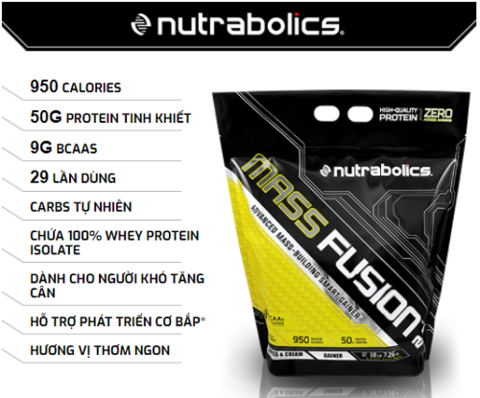 nutrabolics®
950 CALORIES
50G PROTEIN TINH KHIẾT
9G BCAAS
29 LẦN DÙNG
CARBS TỰ NHIÊN
CHỨA 100% WHEY PROTEIN
ISOLATE
DÀNH CHO NGƯỜI KHÓ TĂNG
CÂN
HỖ TRỢ PHÁT TRIỂN CƠ BẮP®
HƯƠNG VỊ THƠM NGON
HIGH-QUALITY
PROTEIN
ZERO
nutrabolics.
MASS FUSION
ADVANCED MASS-BUILDING SMART GAINER
950
50
& CREAM
GAINER